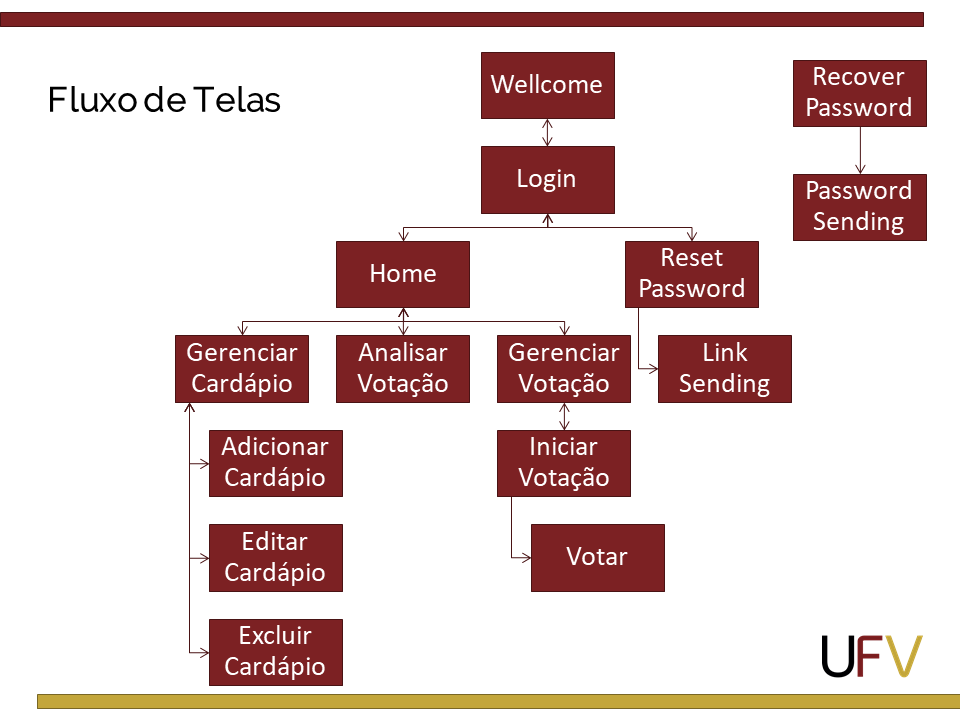 Fluxo de Telas
Wellcome
Recover
Password
Login
Password
Sending
Home
Reset
Password
Gerenciar
Cardápio
Analisar
Votação
Gerenciar
Votação
Link
Sending
Adicionar
Cardápio
Iniciar
Votação
Editar
Cardápio
Votar
Excluir
Cardápio
UFV